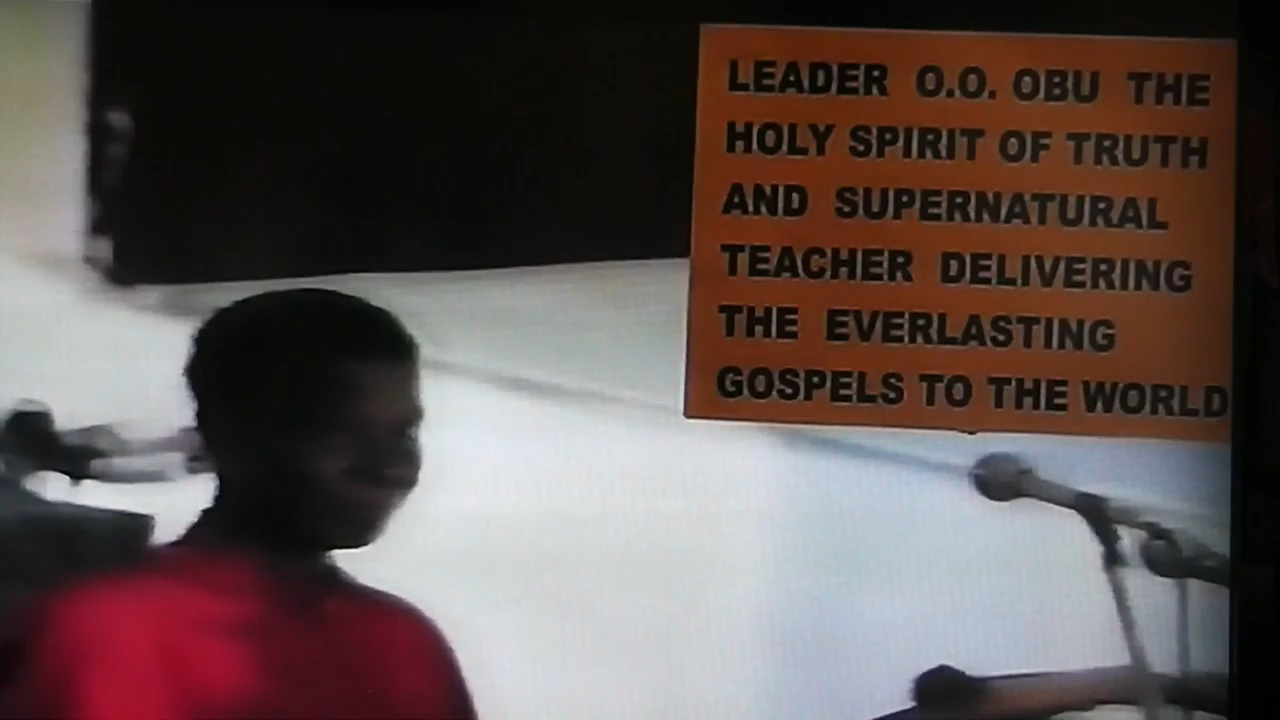 LEADER O.O. OBU THE
HOLY SPIRIT OF TRUTH
AND SUPERNATURAL
TEACHER DELIVERING
THE EVERLASTING
GOSPELS TO THE WORLD